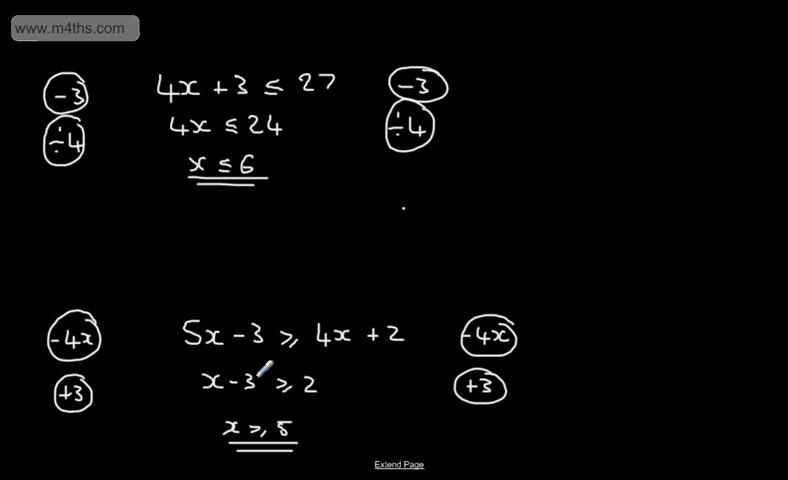 www.m4ths.com
-3 4x + 3 ≤ 27 -3
÷4 4x ≤ 24 ÷4
x ≤ 6
-4x 5x - 3 ≥ 4x + 2 -4x
+3 x - 3 ≥ 2 +3
x ≥ 5
Extend Page